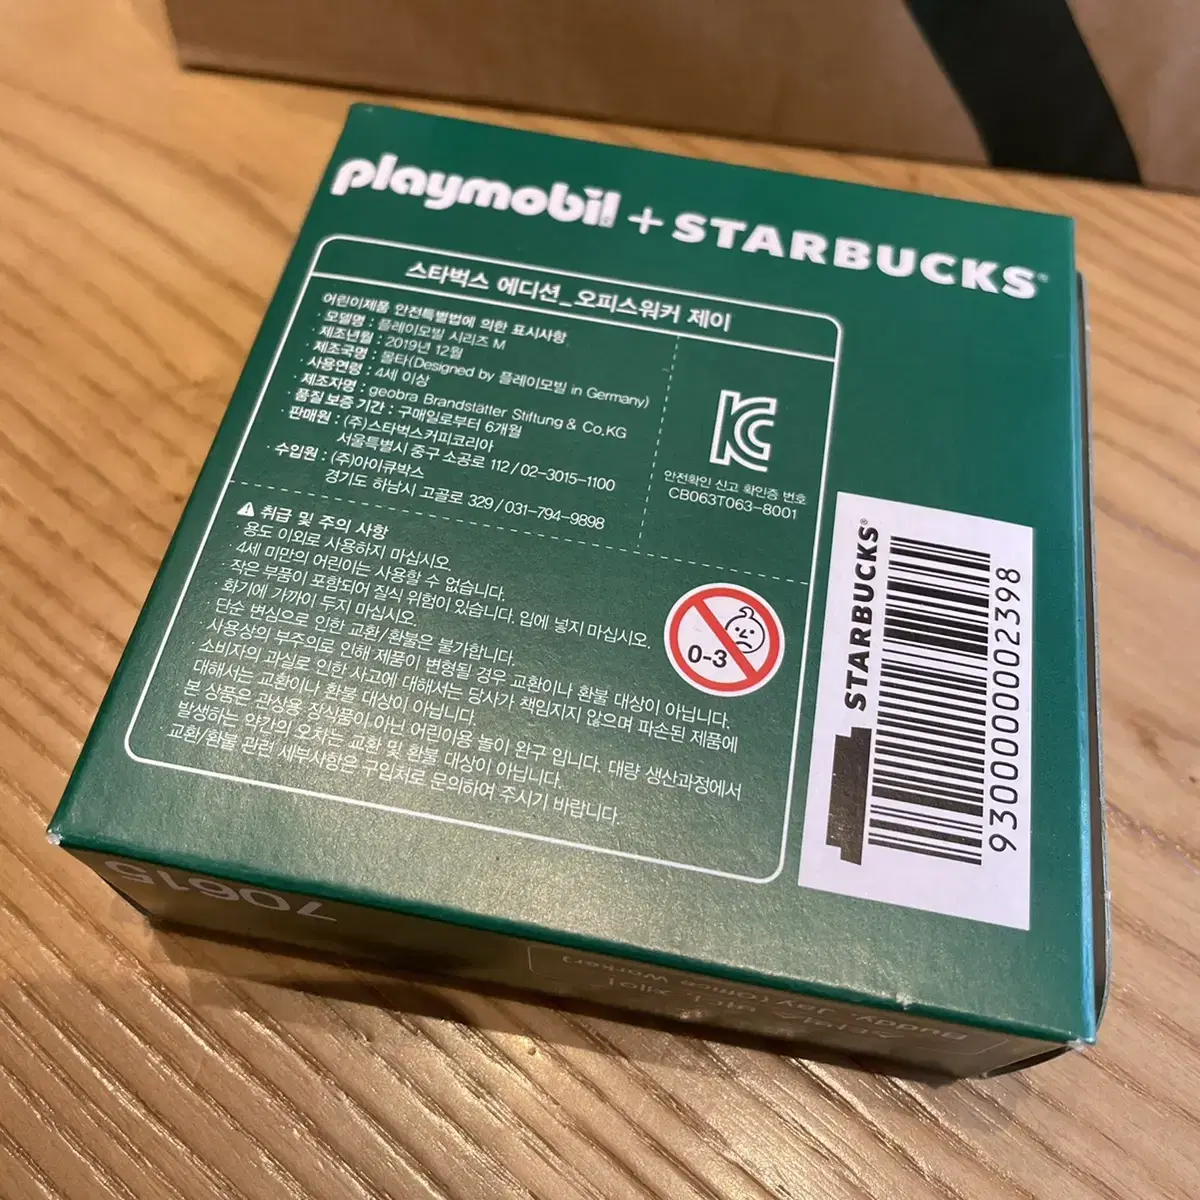 playmobil + STARBUCKS®
스타벅스 에디션_오피스워커 제이
어린이제품 안전특별법에 의한 표시사항
· 모델명 : 플레이모빌 시리즈 M
· 제조년월 : 2019년 12월
· 제조국명 : 몰타(Designed by 플레이모빌 in Germany)
· 사용연령 : 4세 이상
· 제조자명 : geobra Brandstätter Stiftung & Co.KG
· 품질 보증 기간 : 구매일로부터 6개월
· 판매원 : (주)스타벅스커피코리아
서울특별시 중구 소공로 112 / 02-3015-1100
· 수입원 : (주)아이큐박스
경기도 하남시 고골로 329 / 031-794-9898
안전확인 신고 확인증 번호
CB063T063-8001
취급 및 주의 사항
· 용도 이외로 사용하지 마십시오
· 4세 미만의 어린이는 사용할 수 없습니다.
· 작은 부품이 포함되어 질식 위험이 있습니다. 입에 넣지 마십시오.
· 화기에 가까이 두지 마십시오.
· 단순 변심으로 인한 교환/환불은 불가합니다.
· 사용상의 부주의로 인해 제품이 변형될 경우 교환이나 환불 대상이 아닙니다.
· 소비자의 과실로 인한 사고에 대해서는 당사가 책임지지 않으며 파손된 제품에
대해서는 교환이나 환불 대상이 아닙니다.
· 본 상품은 관상용 장식품이 아닌 어린이용 놀이 완구 입니다. 대량 생산과정에서
발생하는 약간의 오차는 교환 및 환불 대상이 아닙니다.
· 교환/환불 관련 세부사항은 구입처로 문의하여 주시기 바랍니다.
0-3
STARBUCKS®
9300000002398
70615
Buddy Jay (Office Worker)